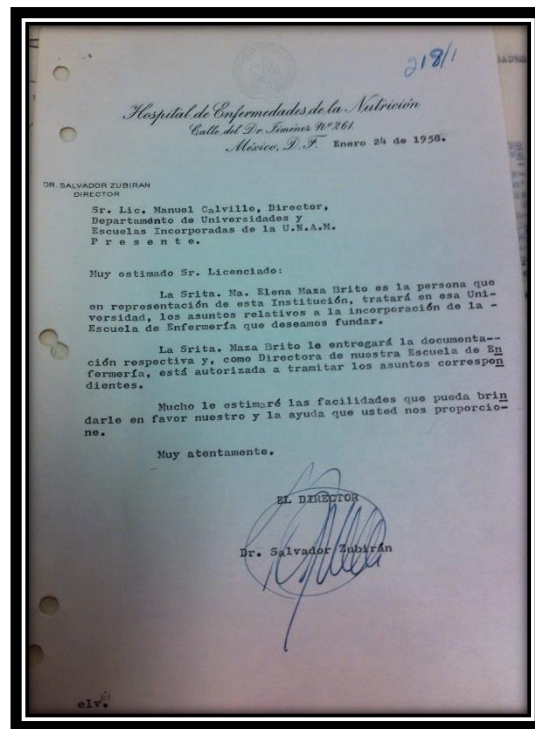 218/1
Hospital de Enfermedades de la Nutrición
Calle del Dr. Jiménez Nº 261.
México, D. F. Enero 24 de 1958.
DR. SALVADOR ZUBIRAN
DIRECTOR
Sr. Lic. Manuel Calvillo, Director,
Departamento de Universidades y
Escuelas Incorporadas de la U.N.A.M.
P r e s e n t e.
Muy estimado Sr. Licenciado:
La Srita. Ma. Elena Maza Brito es la persona que
en representación de esta Institución, tratará en esa Uni-
versidad, los asuntos relativos a la incorporación de la -
Escuela de Enfermería que deseamos fundar.
La Srita. Maza Brito le entregará la documenta--
ción respectiva y, como Directora de nuestra Escuela de En
fermería, está autorizada a tramitar los asuntos correspon
dientes.
Mucho le estimaré las facilidades que pueda brin
darle en favor nuestro y la ayuda que usted nos proporcio-
ne.
Muy atentamente.
EL DIRECTOR
Dr. Salvador Zubirán
elv.